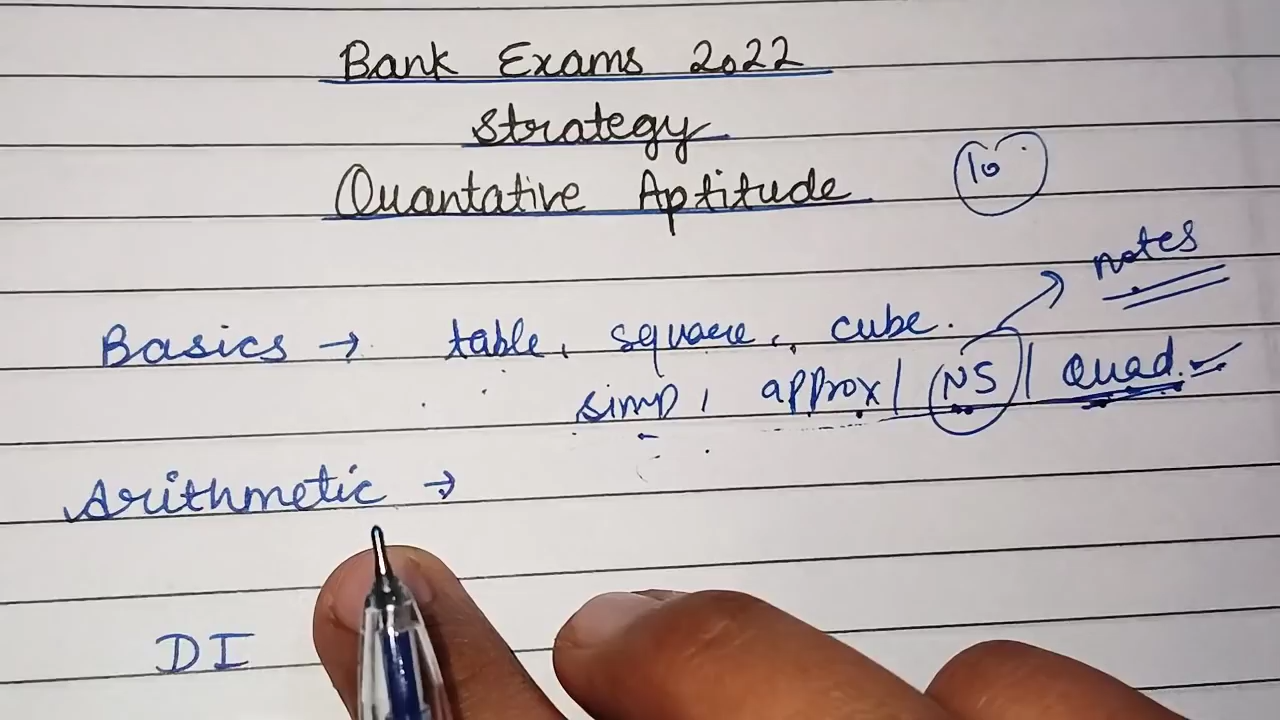 Bank Exams 2022
Strategy
Quantative Aptitude 10
notes
Basics → table, square, cube.
simp, approx / NS / Quad.
Arithmetic →
DI